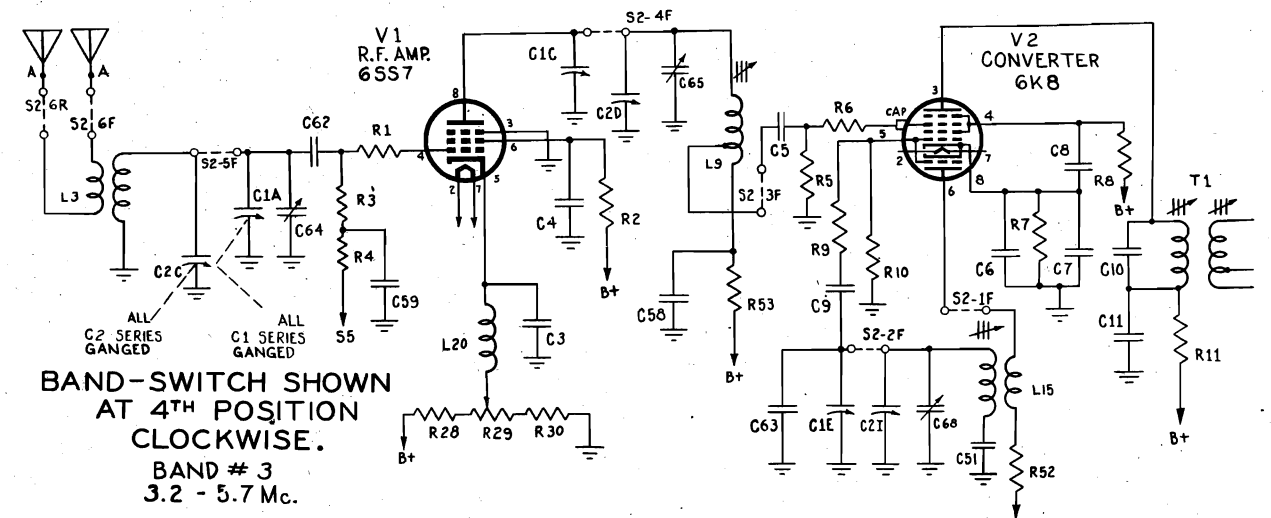 S2-4F
V1
R.F. AMP.
6SS7
V2
CONVERTER
6K8
A
A
S2 6R
S2 6F
L3
C62
R1
S2-5F
C1A
C64
R3
R4
C2C
C59
S5
ALL
C2 SERIES
GANGED
ALL
C1 SERIES
GANGED
8
3
6
4
2
7
5
C4
R2
B+
L20
C3
B+
R28
R29
R30
C1C
C2D
C65
L9
S2 3F
C5
R5
R6
C58
R53
B+
CAP
3
4
5
2
7
6
8
C8
R8
B+
R9
R10
C9
C6
R7
C7
C10
T1
C11
R11
B+
S2-1F
S2-2F
C63
C1E
C2I
C68
L15
C51
R52
BAND-SWITCH SHOWN
AT 4TH POSITION
CLOCKWISE.
BAND # 3
3.2 - 5.7 Mc.